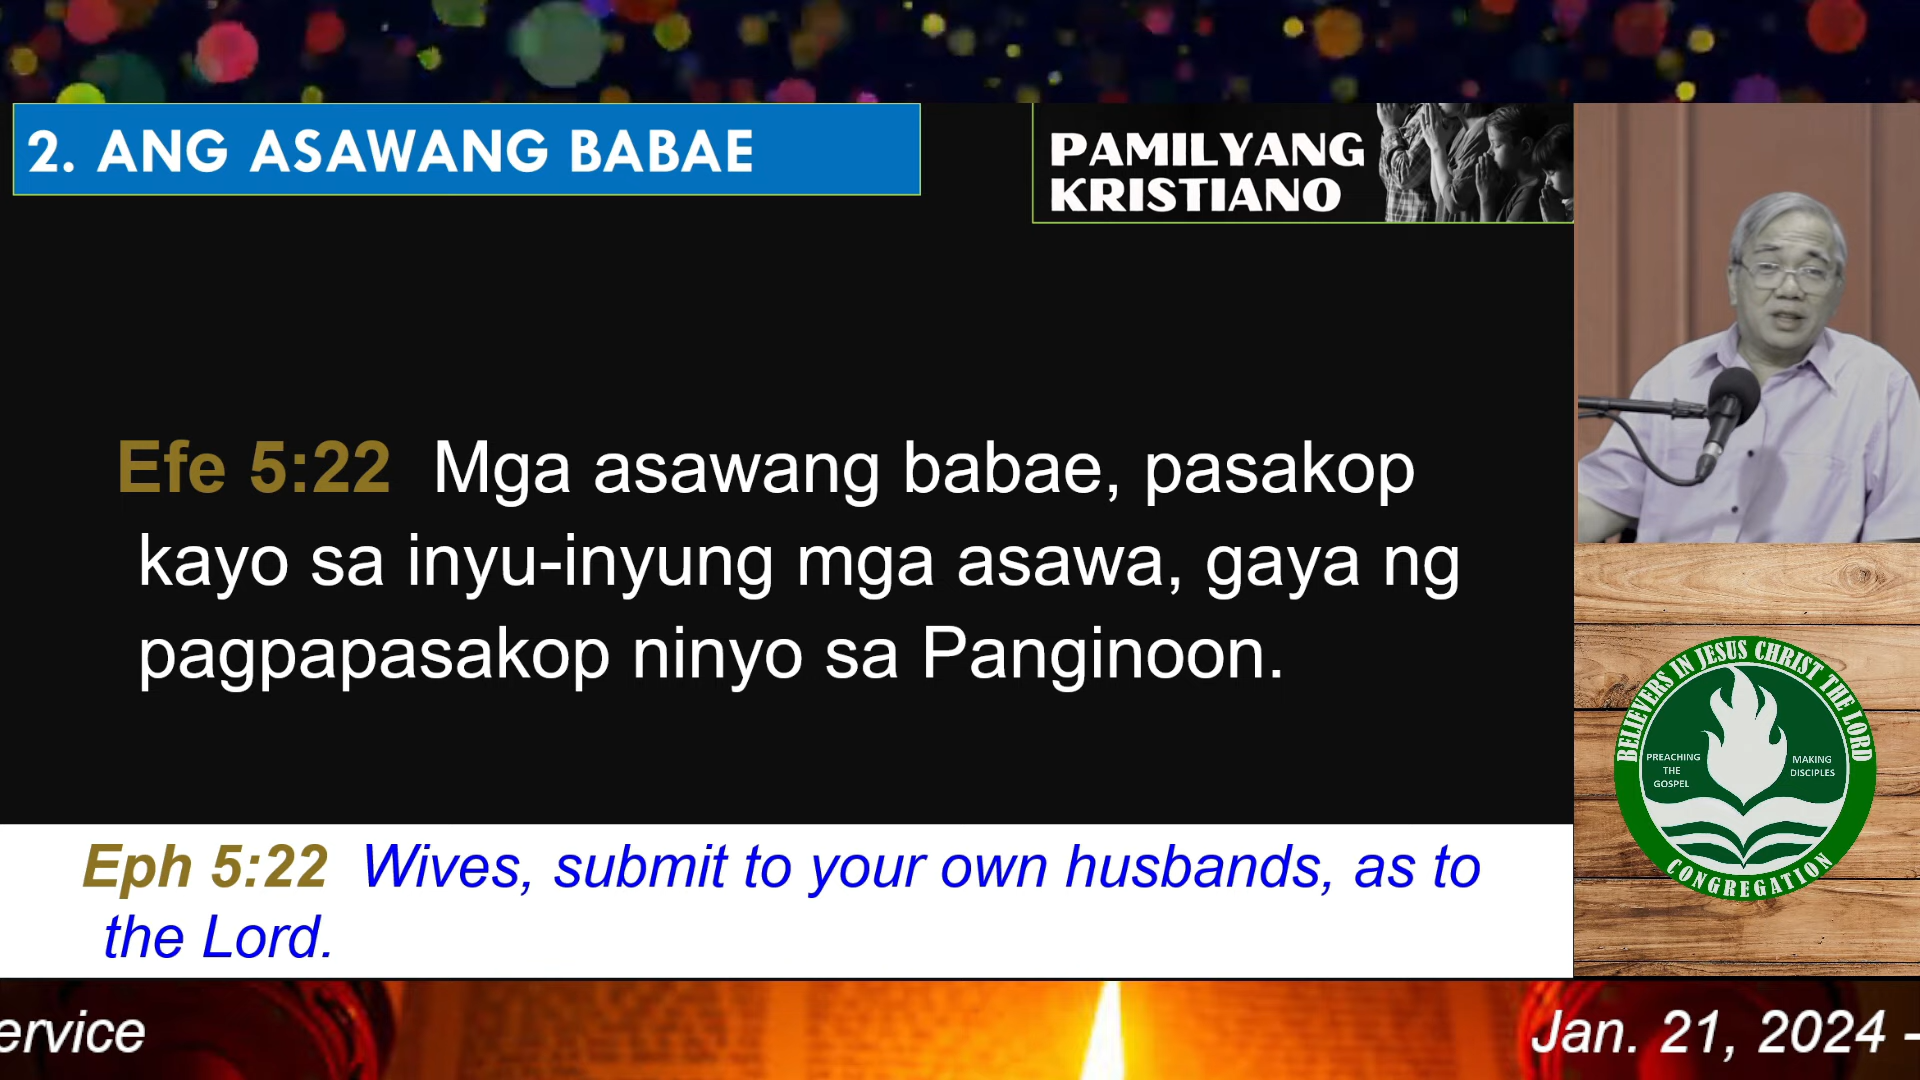 2. ANG ASAWANG BABAE
PAMILYANG
KRISTIANO
Efe 5:22 Mga asawang babae, pasakop
kayo sa inyu-inyung mga asawa, gaya ng
pagpapasakop ninyo sa Panginoon.
Eph 5:22 Wives, submit to your own husbands, as to
the Lord.
BELIEVERS IN JESUS CHRIST THE LORD
PREACHING
THE
GOSPEL
MAKING
DISCIPLES
CONGREGATION
ervice
Jan. 21, 2024 -